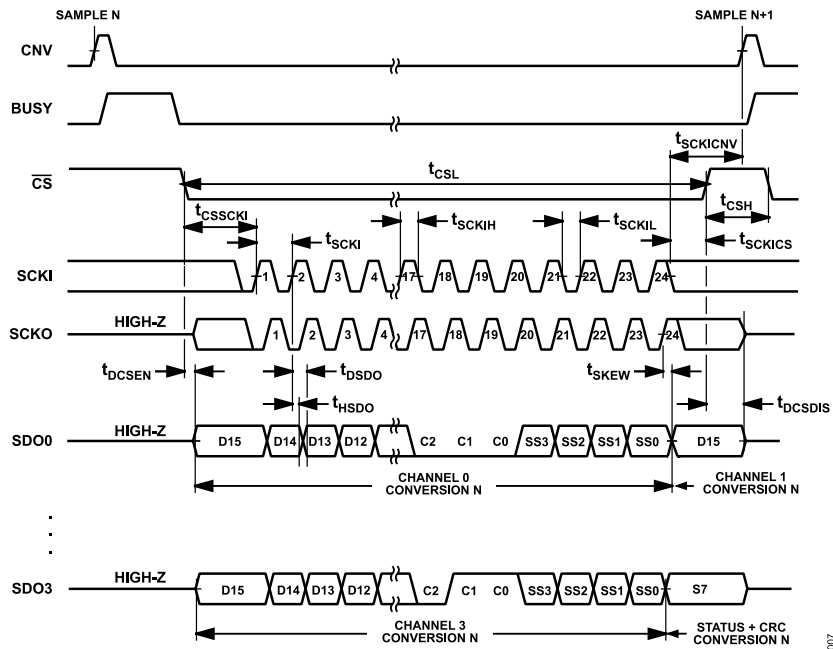 SAMPLE N
SAMPLE N+1
CNV
BUSY
tSCKICNV
CS
tCSL
tCSSCKI
tCSH
tSCKI
tSCKIH
tSCKIL
tSCKICS
SCKI
1 2 3 4 17 18 19 20 21 22 23 24
SCKO
HIGH-Z
1 2 3 4 17 18 19 20 21 22 23 24
tDCSEN
tDSDO
tSKEW
tHSDO
tDCSDIS
SDO0
HIGH-Z
D15 D14 D13 D12 C2 C1 C0 SS3 SS2 SS1 SS0 D15
CHANNEL 0
CONVERSION N
CHANNEL 1
CONVERSION N
SDO3
HIGH-Z
D15 D14 D13 D12 C2 C1 C0 SS3 SS2 SS1 SS0 S7
CHANNEL 3
CONVERSION N
STATUS + CRC
CONVERSION N
007